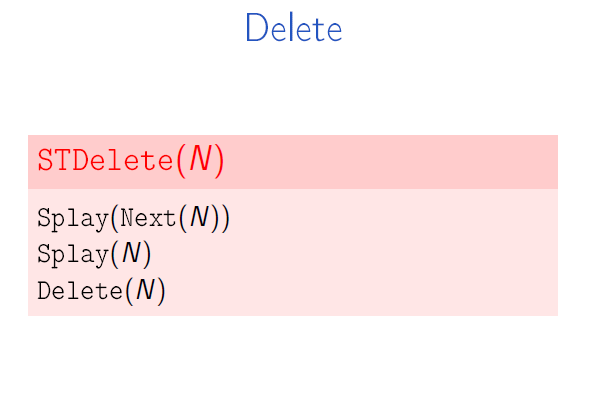 Delete
STDelete(N)
Splay(Next(N))
Splay(N)
Delete(N)